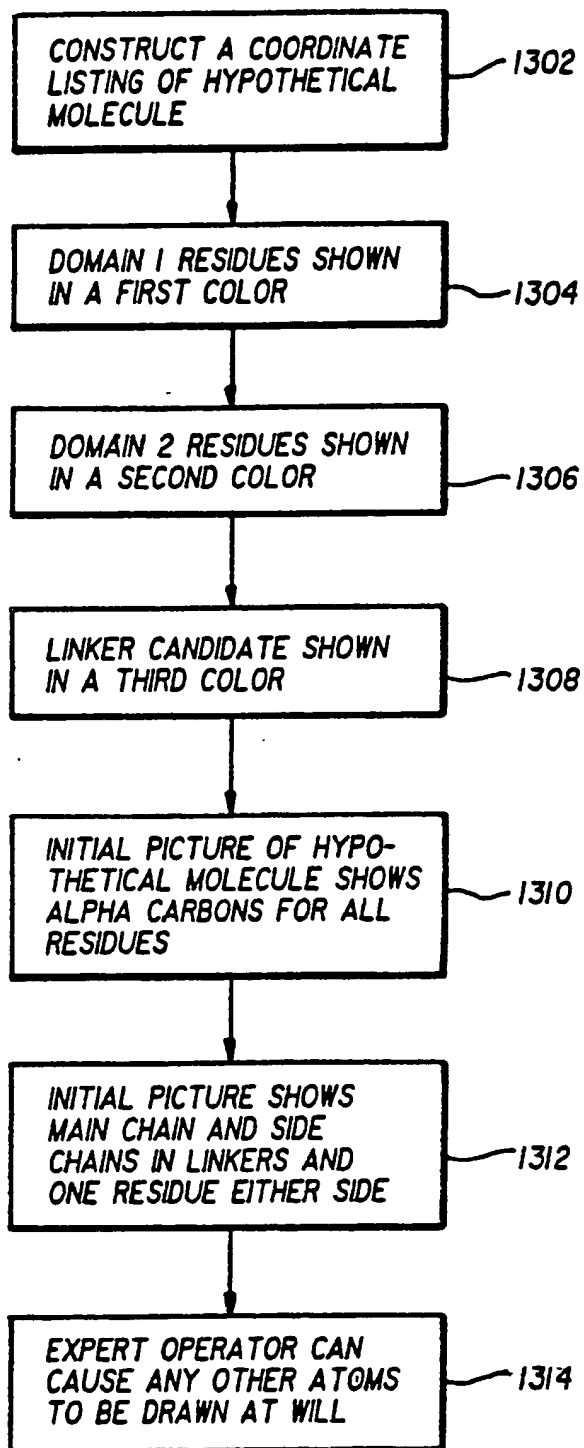 CONSTRUCT A COORDINATE
LISTING OF HYPOTHETICAL
MOLECULE
1302
DOMAIN 1 RESIDUES SHOWN
IN A FIRST COLOR
1304
DOMAIN 2 RESIDUES SHOWN
IN A SECOND COLOR
1306
LINKER CANDIDATE SHOWN
IN A THIRD COLOR
1308
INITIAL PICTURE OF HYPO-
THETICAL MOLECULE SHOWS
ALPHA CARBONS FOR ALL
RESIDUES
1310
INITIAL PICTURE SHOWS
MAIN CHAIN AND SIDE
CHAINS IN LINKERS AND
ONE RESIDUE EITHER SIDE
1312
EXPERT OPERATOR CAN
CAUSE ANY OTHER ATOMS
TO BE DRAWN AT WILL
1314